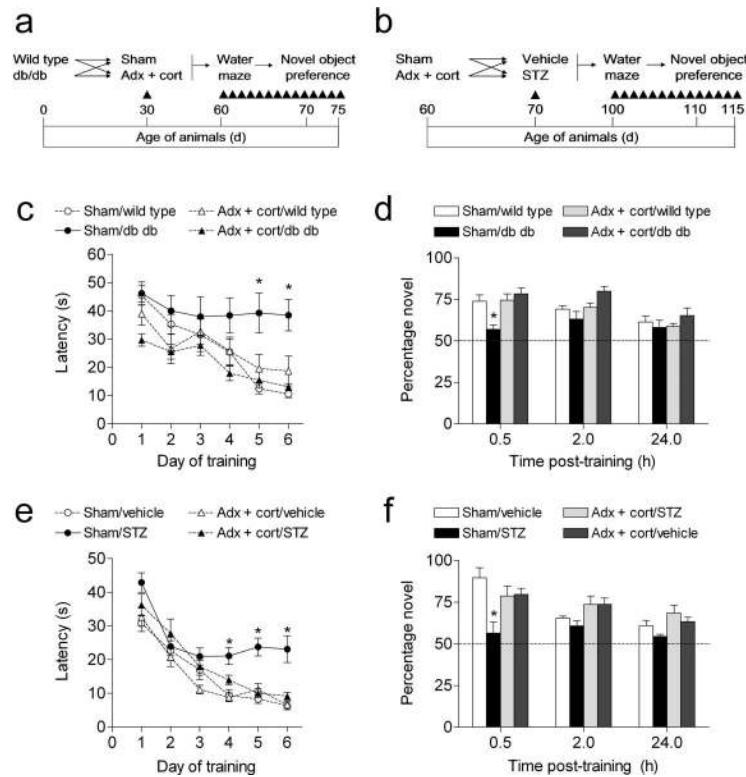 a
Wild type
db/db
Sham
Adx + cort
Water
maze
Novel object
preference
30
60
70
75
0
Age of animals (d)
b
Sham
Adx + cort
Vehicle
STZ
Water
maze
Novel object
preference
60
70
100
110
115
Age of animals (d)
c
Sham/wild type
Adx + cort/wild type
Sham/db db
Adx + cort/db db
Latency (s)
60
50
40
30
20
10
0
* *
0 1 2 3 4 5 6
Day of training
d
Sham/wild type
Adx + cort/willd type
Sham/db db
Adx + cort/db db
Percentage novel
100
75
50
25
0
*
0.5 2.0 24.0
Time post-training (h)
e
Sham/vehicle
Adx + cort/vehicle
Sham/STZ
Adx + cort/STZ
Latency (s)
50
40
30
20
10
0
* * *
0 1 2 3 4 5 6
Day of training
f
Sham/vehicle
Adx + cort/STZ
Sham/STZ
Adx + cort/vehicle
Percentage novel
100
75
50
25
0
*
0.5 2.0 24.0
Time post-training (h)